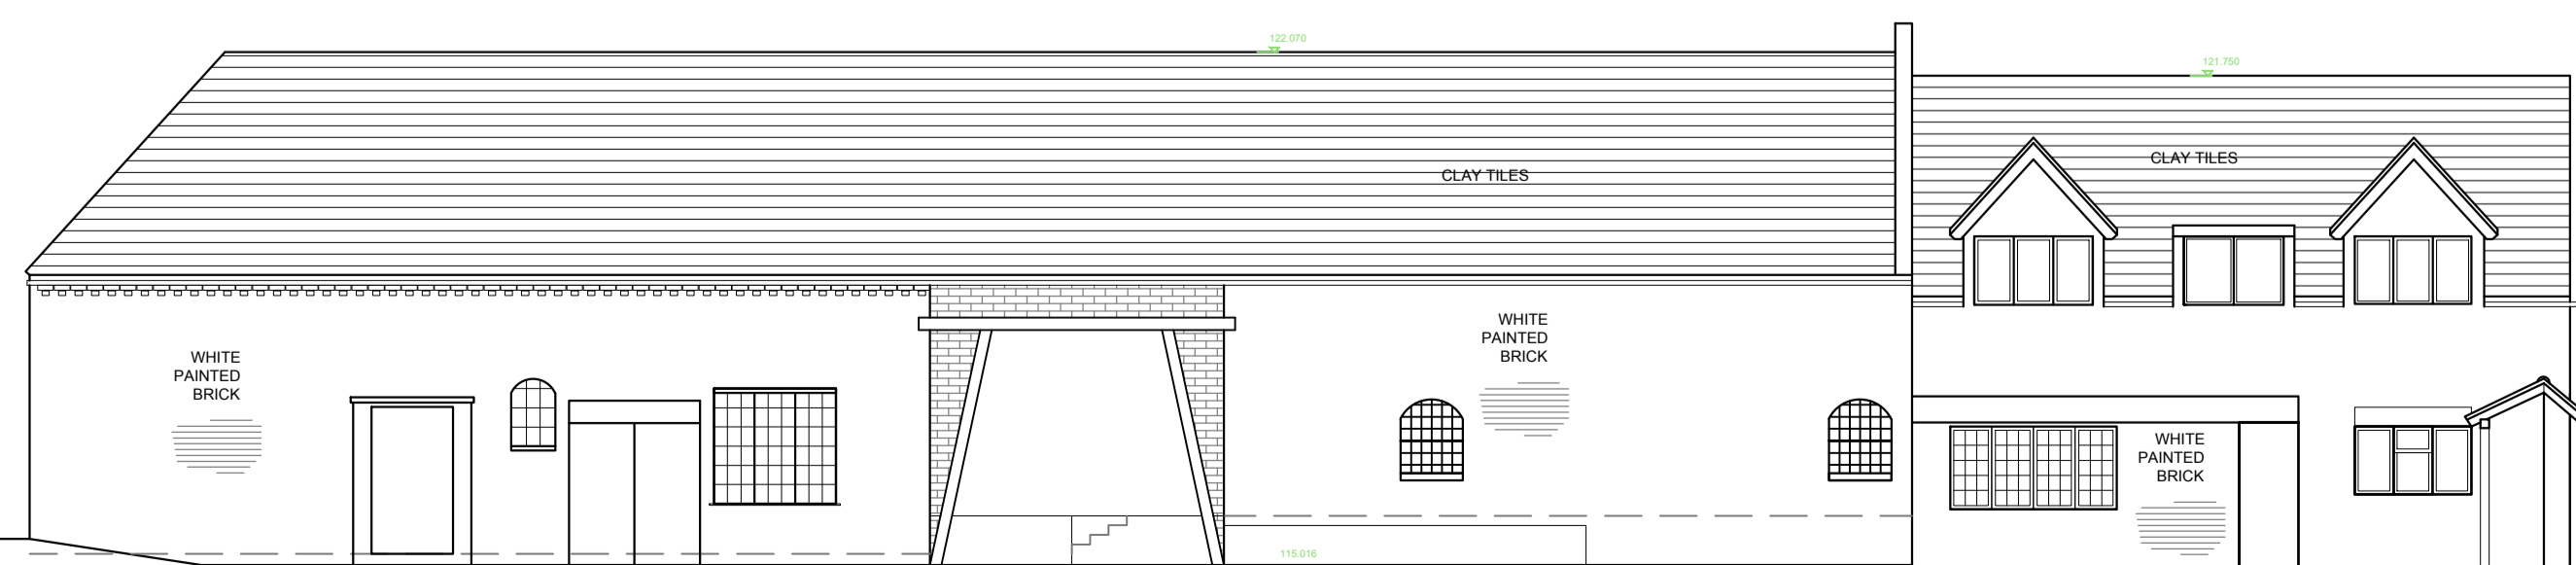 122.070
121.750
CLAY TILES
CLAY TILES
WHITE
PAINTED
BRICK
WHITE
PAINTED
BRICK
WHITE
PAINTED
BRICK
115.016